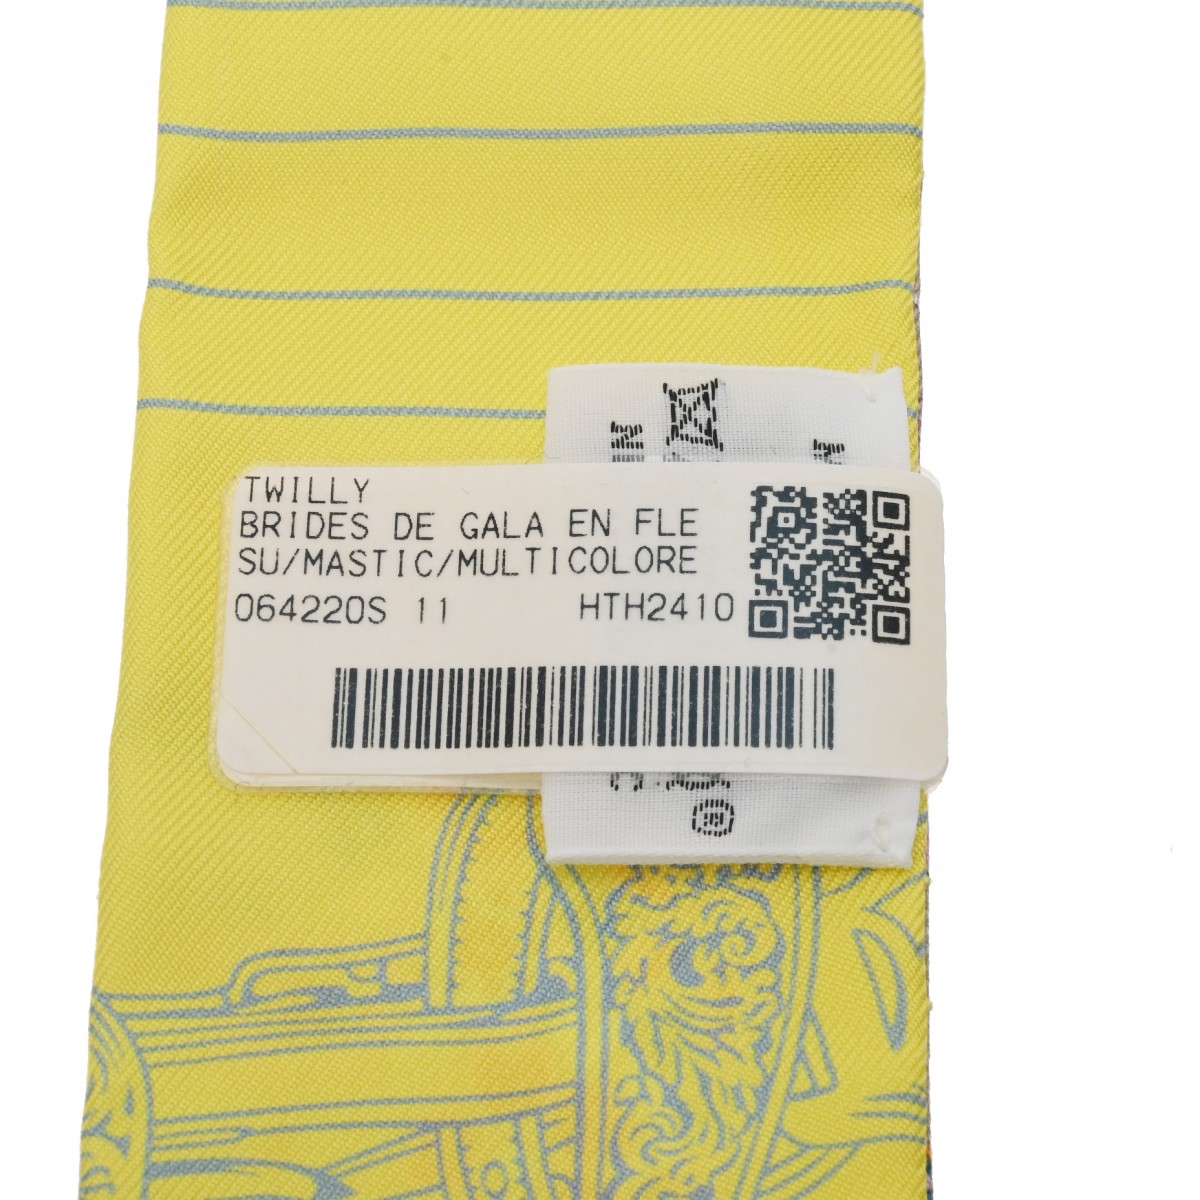 TWILLY
BRIDES DE GALA EN FLE
SU/MASTIC/MULTICOLORE
064220S 11 HTH2410